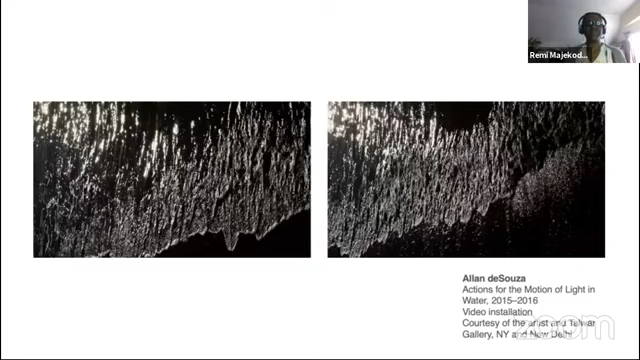 Remi Majekod...
Allan deSouza
Actions for the Motion of Light in
Water, 2015–2016
Video installation
Courtesy of the artist and Talwar
Gallery, NY and New Delhi
zoom